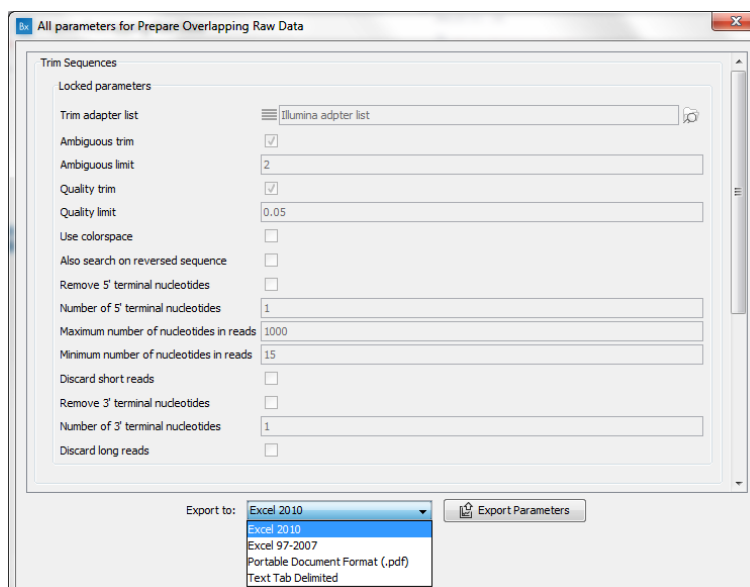 Bx All parameters for Prepare Overlapping Raw Data
Trim Sequences
Locked parameters
Trim adapter list Illumina adpter list
Ambiguous trim
Ambiguous limit 2
Quality trim
Quality limit 0.05
Use colorspace
Also search on reversed sequence
Remove 5' terminal nucleotides
Number of 5' terminal nucleotides 1
Maximum number of nucleotides in reads 1000
Minimum number of nucleotides in reads 15
Discard short reads
Remove 3' terminal nucleotides
Number of 3' terminal nucleotides 1
Discard long reads
Export to: Excel 2010 Export Parameters
Excel 2010
Excel 97-2007
Portable Document Format (.pdf)
Text Tab Delimited